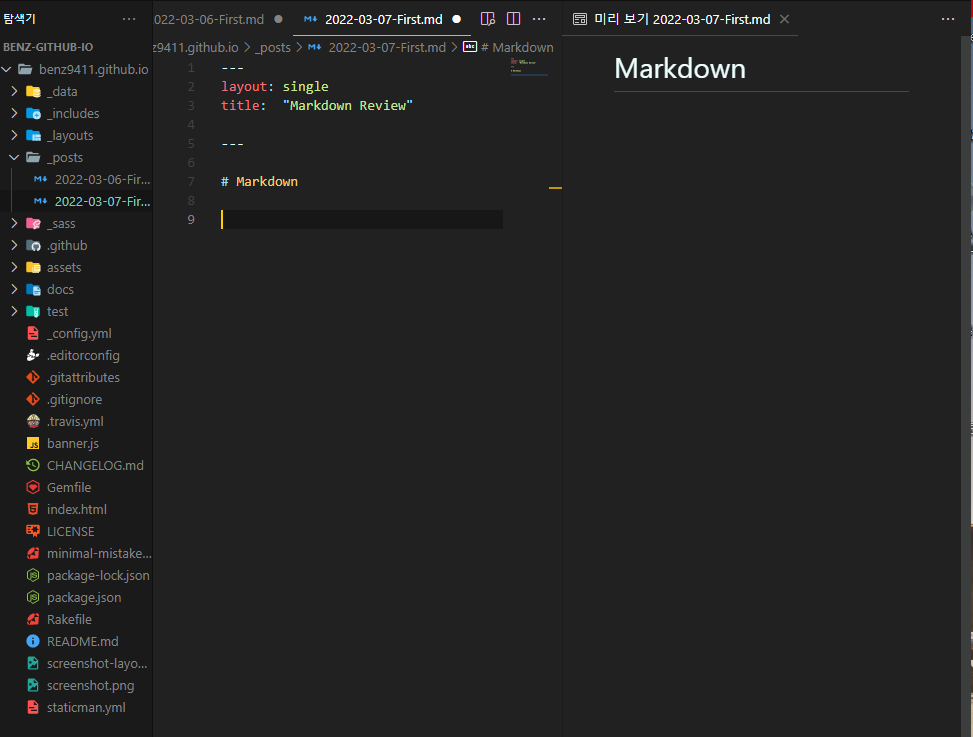 탐색기 ···
BENZ-GITHUB-IO
benz9411.github.io
_data
_includes
_layouts
_posts
2022-03-06-Fir...
2022-03-07-Fir...
_sass
.github
assets
docs
test
_config.yml
.editorconfig
.gitattributes
.gitignore
.travis.yml
banner.js
CHANGELOG.md
Gemfile
index.html
LICENSE
minimal-mistake...
package-lock.json
package.json
Rakefile
README.md
screenshot-layo...
screenshot.png
staticman.yml
2022-03-06-First.md ● M↓ 2022-03-07-First.md ● ···
z9411.github.io > _posts > M↓ 2022-03-07-First.md > abc # Markdown
1 ---
2 layout: single
3 title:  "Markdown Review"
4
5 ---
6
7 # Markdown
8
9
미리 보기 2022-03-07-First.md × ···
Markdown